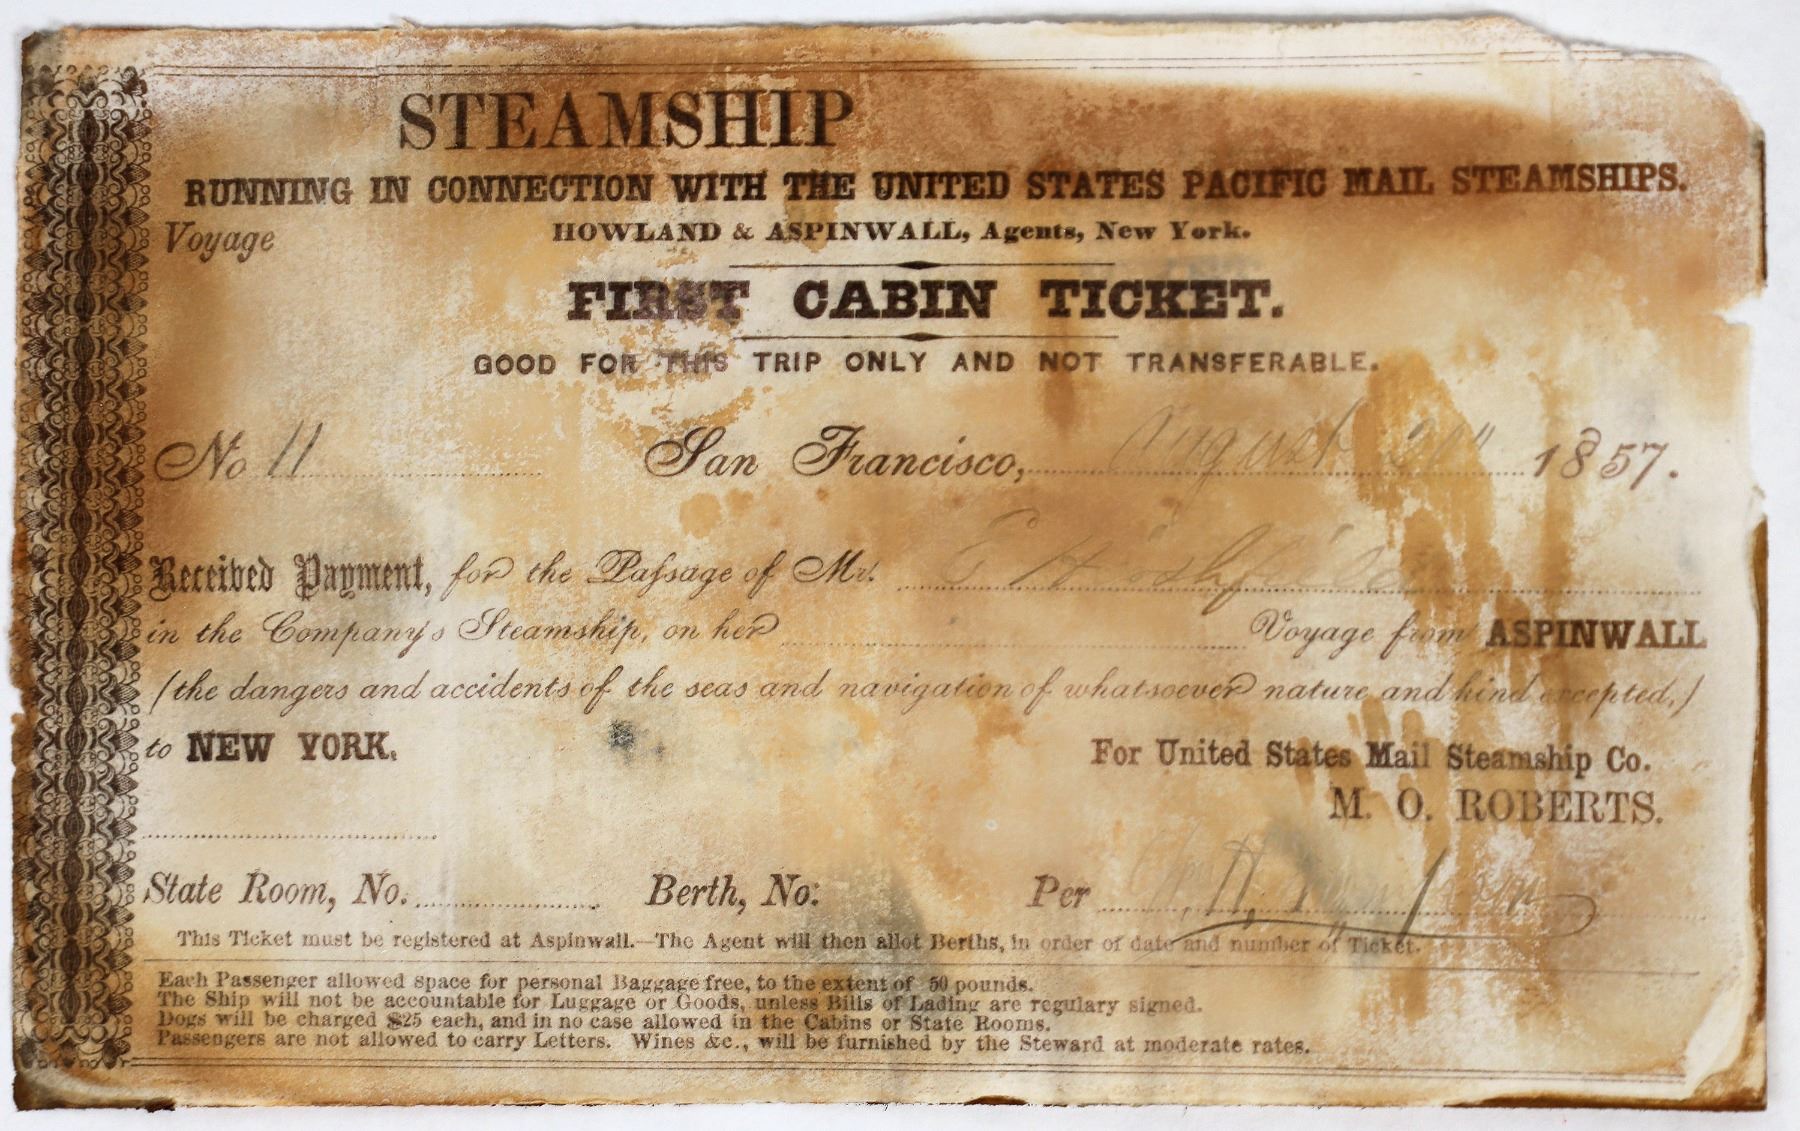 STEAMSHIP
RUNNING IN CONNECTION WITH THE UNITED STATES PACIFIC MAIL STEAMSHIPS.
Voyage
HOWLAND & ASPINWALL, Agents, New York.
FIRST CABIN TICKET.
GOOD FOR THIS TRIP ONLY AND NOT TRANSFERABLE.
No 11 San Francisco, August 1857.
Received Payment, for the Passage of Mr.
in the Company's Steamship, on her Voyage from ASPINWALL
(the dangers and accidents of the seas and navigation of whatsoever nature and kind excepted,)
to NEW YORK.
For United States Mail Steamship Co.
M. O. ROBERTS.
State Room, No. Berth, No: Per
This Ticket must be registered at Aspinwall.—The Agent will then allot Berths, in order of date and number of Ticket.
Each Passenger allowed space for personal Baggage free, to the extent of 50 pounds.
The Ship will not be accountable for Luggage or Goods, unless Bills of Lading are regulary signed.
Dogs will be charged $25 each, and in no case allowed in the Cabins or State Rooms.
Passengers are not allowed to carry Letters. Wines &c., will be furnished by the Steward at moderate rates.